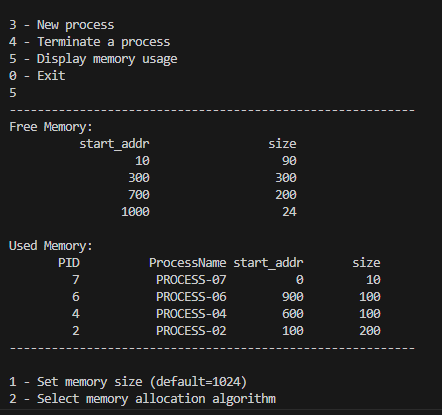 3 - New process
4 - Terminate a process
5 - Display memory usage
0 - Exit
5
----------------------------------------------------------
Free Memory:
          start_addr                 size
                  10                   90
                 300                  300
                 700                  200
                1000                   24

Used Memory:
       PID          ProcessName start_addr       size
         7           PROCESS-07          0         10
         6           PROCESS-06        900        100
         4           PROCESS-04        600        100
         2           PROCESS-02        100        200
----------------------------------------------------------

1 - Set memory size (default=1024)
2 - Select memory allocation algorithm